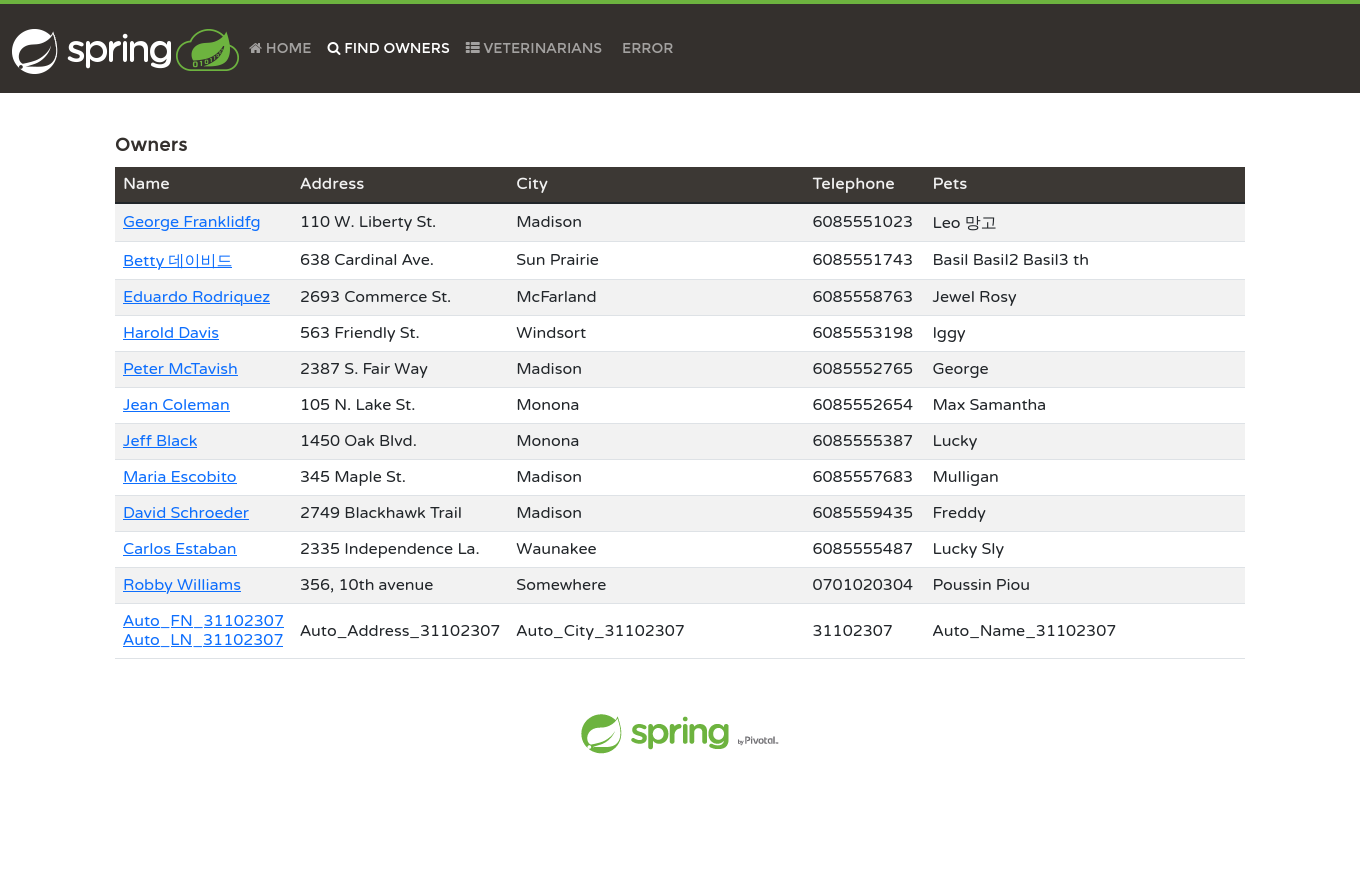 spring HOME FIND OWNERS VETERINARIANS ERROR
Owners
Name Address City Telephone Pets
George Franklidfg 110 W. Liberty St. Madison 6085551023 Leo 망고
Betty 데이비드 638 Cardinal Ave. Sun Prairie 6085551743 Basil Basil2 Basil3 th
Eduardo Rodriquez 2693 Commerce St. McFarland 6085558763 Jewel Rosy
Harold Davis 563 Friendly St. Windsort 6085553198 Iggy
Peter McTavish 2387 S. Fair Way Madison 6085552765 George
Jean Coleman 105 N. Lake St. Monona 6085552654 Max Samantha
Jeff Black 1450 Oak Blvd. Monona 6085555387 Lucky
Maria Escobito 345 Maple St. Madison 6085557683 Mulligan
David Schroeder 2749 Blackhawk Trail Madison 6085559435 Freddy
Carlos Estaban 2335 Independence La. Waunakee 6085555487 Lucky Sly
Robby Williams 356, 10th avenue Somewhere 0701020304 Poussin Piou
Auto_FN_31102307
Auto_LN_31102307 Auto_Address_31102307 Auto_City_31102307 31102307 Auto_Name_31102307
spring by Pivotal.